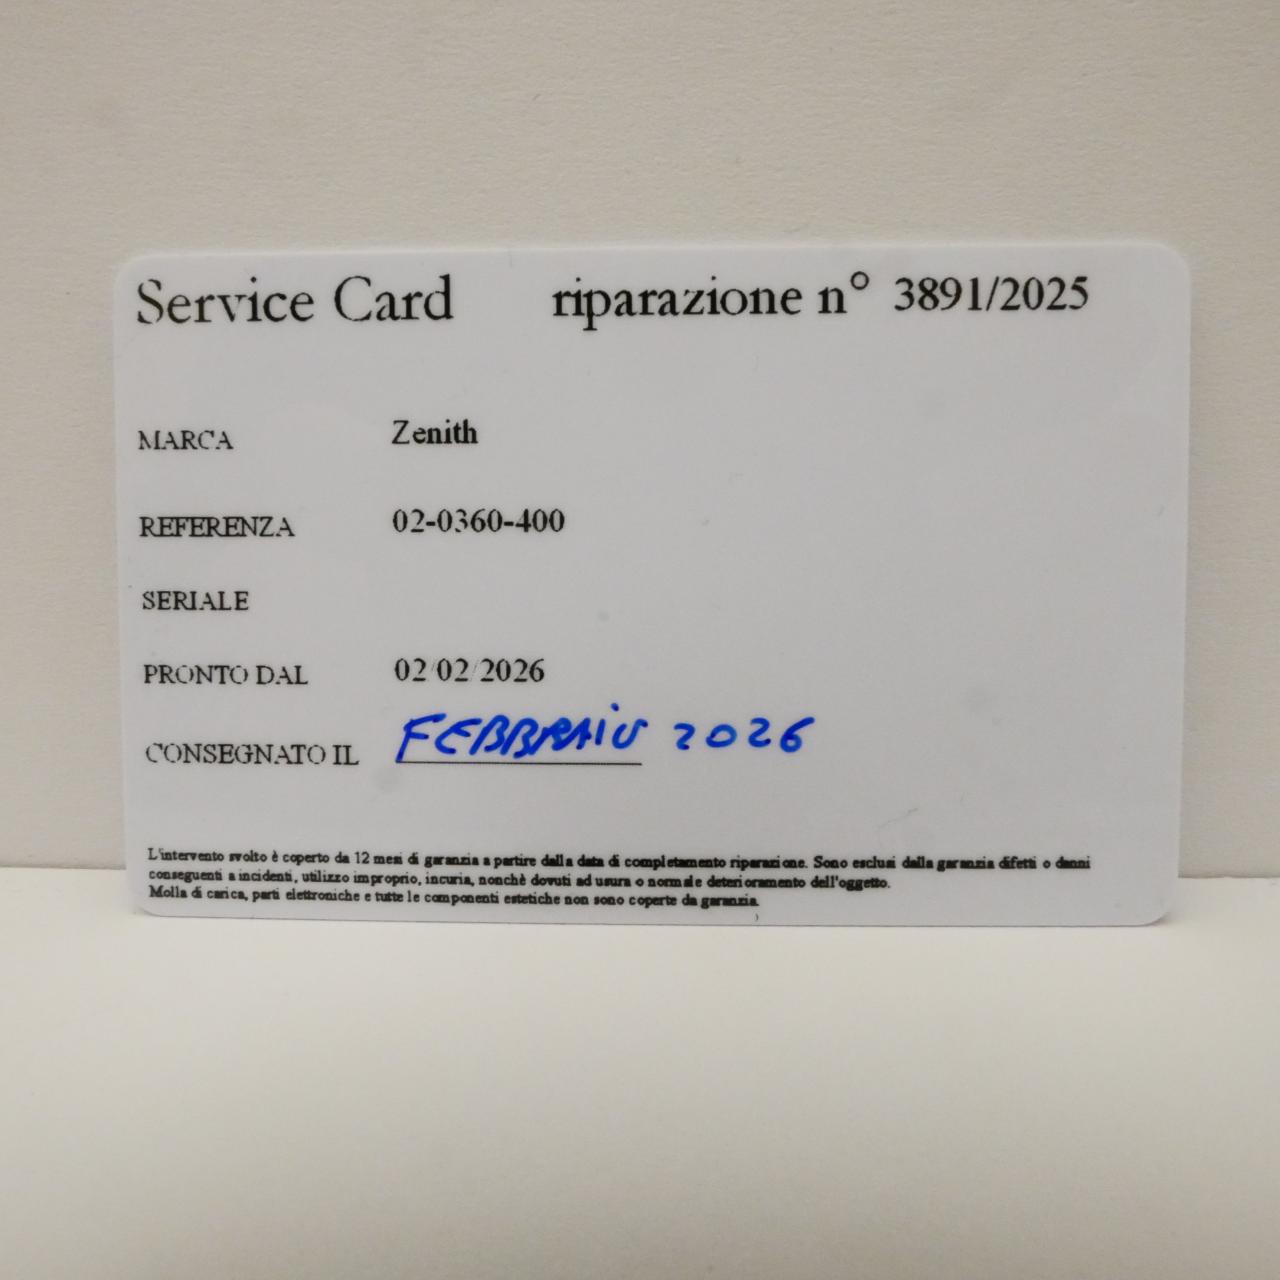 Service Card riparazione n° 3891/2025
MARCA Zenith
REFERENZA 02-0360-400
SERIALE
PRONTO DAL 02/02/2026
CONSEGNATO IL FEBBRAIO 2026
L'intervento svolto è coperto da 12 mesi di garanzia a partire dalla data di completamento riparazione. Sono esclusi dalla garanzia difetti o danni
conseguenti a incidenti, utilizzo improprio, incuria, nonchè dovuti ad usura o normale deterioramento dell'oggetto.
Molla di carica, parti elettroniche e tutte le componenti estetiche non sono coperte da garanzia.